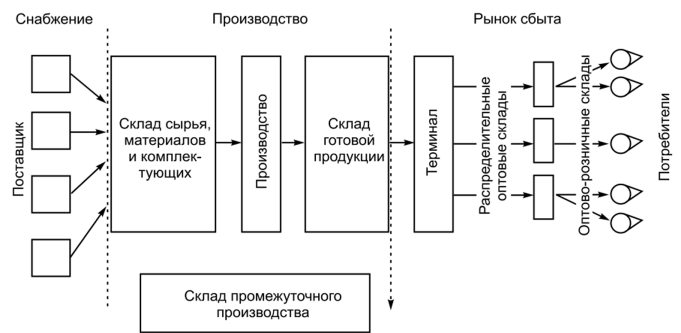 Снабжение
Производство
Рынок сбыта
Поставщик
Склад сырья,
материалов
и комплек-
тующих
Производство
Склад
готовой
продукции
Терминал
Распределительные
оптовые склады
Оптово-розничные склады
Потребители
Склад промежуточного
производства